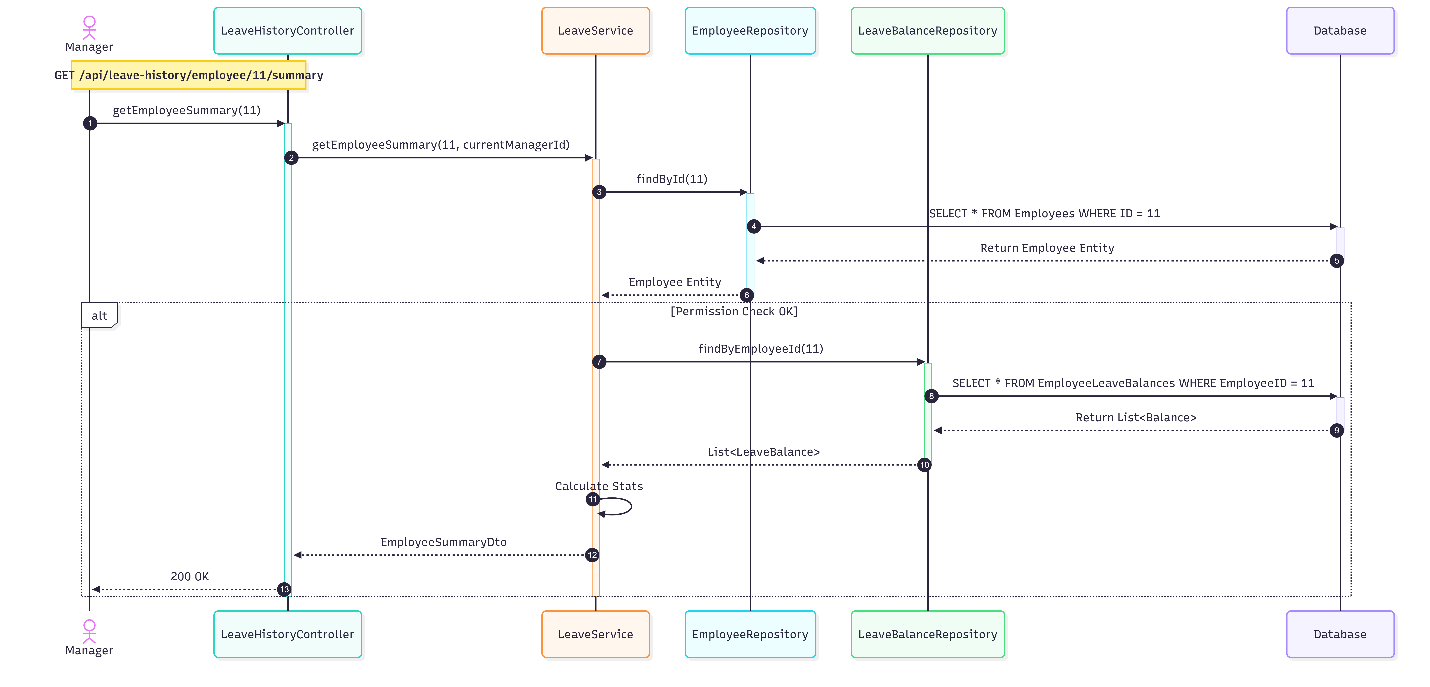 LeaveHistoryController
LeaveService
EmployeeRepository
LeaveBalanceRepository
Database
Manager
GET /api/leave-history/employee/11/summary
getEmployeeSummary(11)
1
getEmployeeSummary(11, currentManagerId)
2
findById(11)
3
SELECT * FROM Employees WHERE ID = 11
4
Return Employee Entity
5
Employee Entity
6
alt
[Permission Check OK]
findByEmployeeId(11)
7
SELECT * FROM EmployeeLeaveBalances WHERE EmployeeID = 11
8
Return List<Balance>
9
List<LeaveBalance>
10
Calculate Stats
11
EmployeeSummaryDto
12
200 OK
13
LeaveHistoryController
LeaveService
EmployeeRepository
LeaveBalanceRepository
Database
Manager